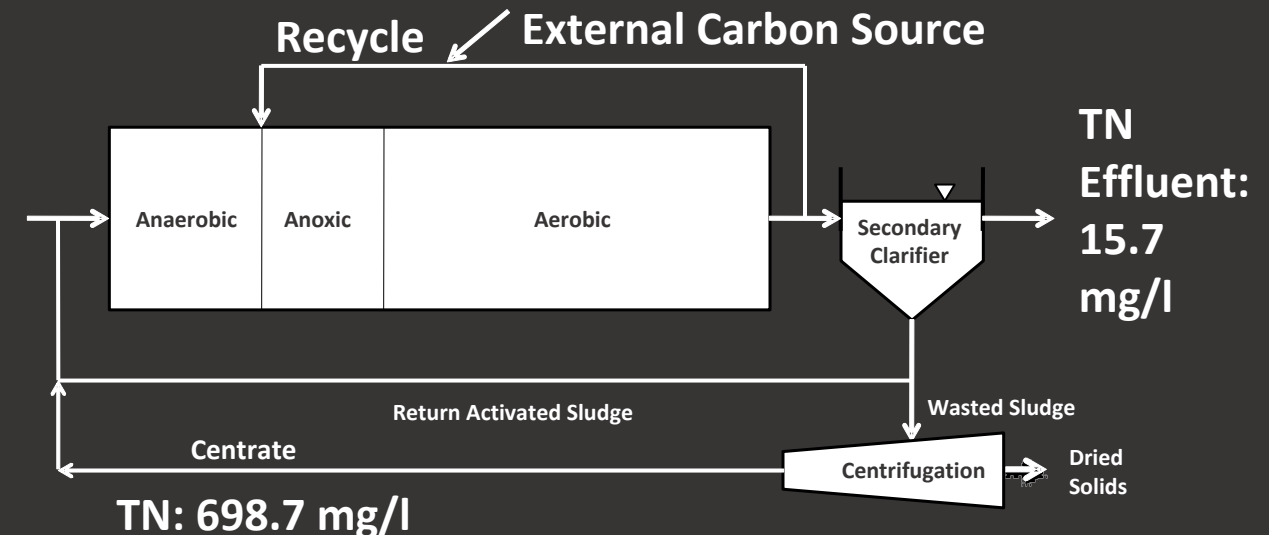 Recycle
External Carbon Source
TN
Effluent:
15.7
mg/l
Anaerobic
Anoxic
Aerobic
Secondary
Clarifier
Return Activated Sludge
Wasted Sludge
Centrate
Centrifugation
Dried
Solids
TN: 698.7 mg/l